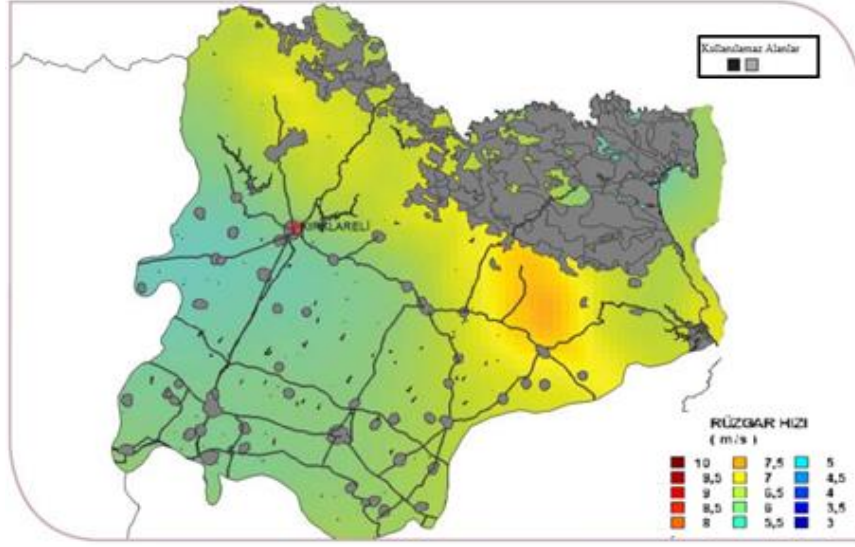 Kullanılamaz Alanlar
KIRKLARELİ
RÜZGAR HIZI
( m/s )
10 7,5 5
9,5 7 4,5
9 6,5 4
8,5 6 3,5
8 5,5 3